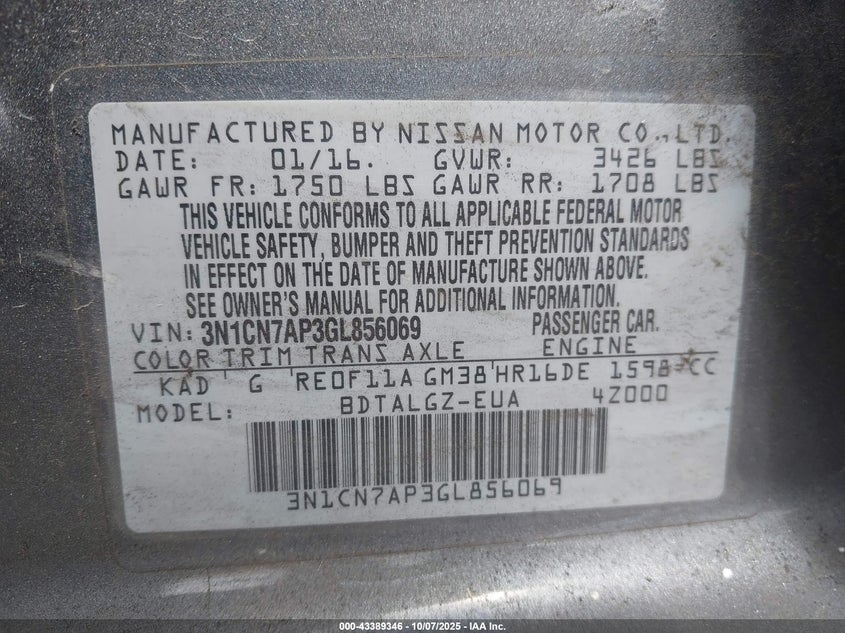 MANUFACTURED BY NISSAN MOTOR CO., LTD.
DATE: 01/16. GVWR: 3426 LBS
GAWR FR: 1750 LBS GAWR RR: 1708 LBS
THIS VEHICLE CONFORMS TO ALL APPLICABLE FEDERAL MOTOR
VEHICLE SAFETY, BUMPER AND THEFT PREVENTION STANDARDS
IN EFFECT ON THE DATE OF MANUFACTURE SHOWN ABOVE.
SEE OWNER'S MANUAL FOR ADDITIONAL INFORMATION.
VIN: 3N1CN7AP3GL856069 PASSENGER CAR.
COLOR TRIM TRANS AXLE ENGINE
KAD G RE0F11A GM38 HR16DE 1598 CC
MODEL: BDTALGZ-EUA 4Z000
3N1CN7AP3GL856069
000-43389346 - 10/07/2025 - IAA Inc.